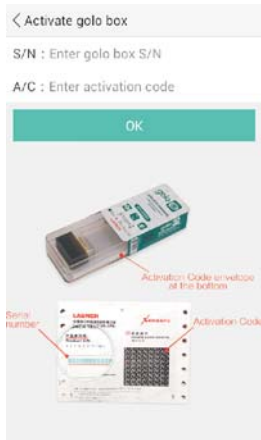 Activate golo box
S/N : Enter golo box S/N
A/C : Enter activation code
OK
Activation Code envelope
at the bottom
Serial
number
LAUNCH
Activation Code